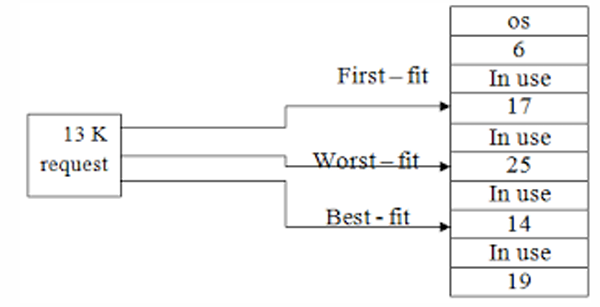 13 K
request
First – fit
Worst – fit
Best - fit
os
6
In use
17
In use
25
In use
14
In use
19